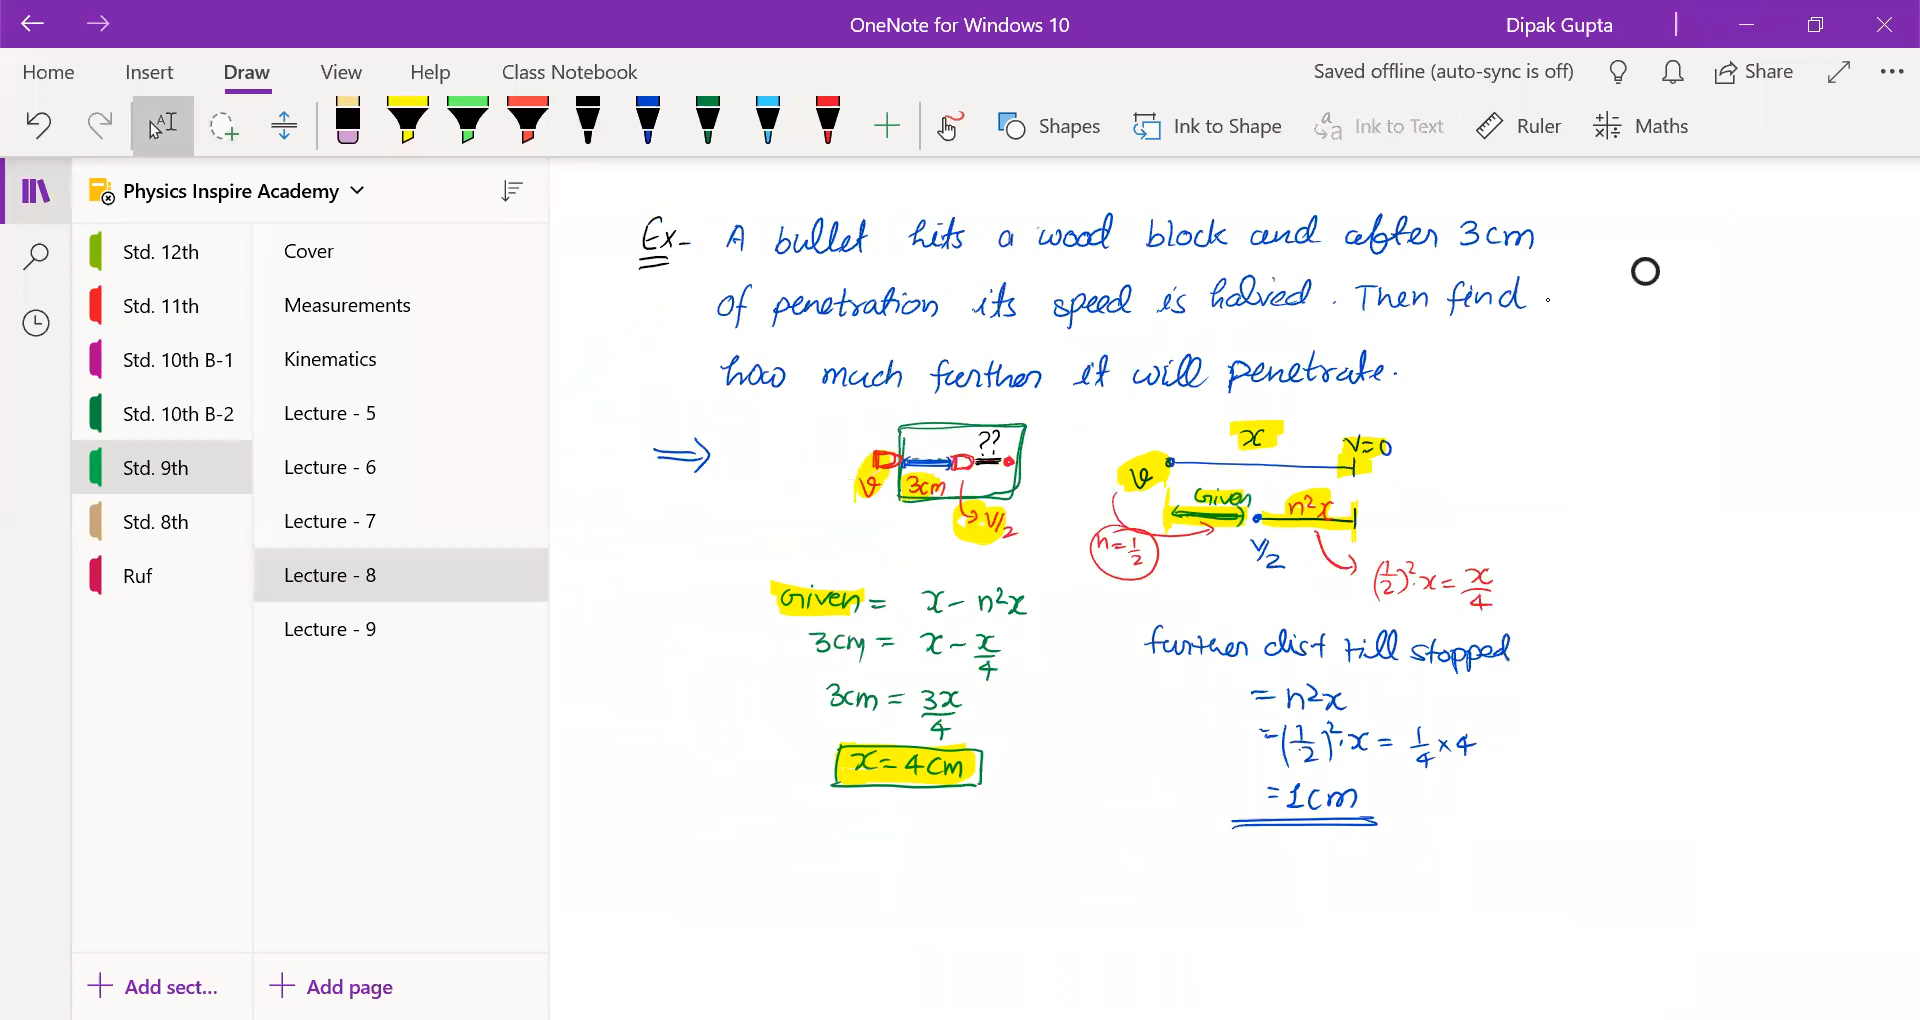 OneNote for Windows 10
Dipak Gupta
Home Insert Draw View Help Class Notebook
Saved offline (auto-sync is off) Share
Shapes Ink to Shape Ink to Text Ruler Maths
Physics Inspire Academy
Std. 12th
Std. 11th
Std. 10th B-1
Std. 10th B-2
Std. 9th
Std. 8th
Ruf
Cover
Measurements
Kinematics
Lecture - 5
Lecture - 6
Lecture - 7
Lecture - 8
Lecture - 9
+ Add sect...
+ Add page
Ex- A bullet hits a wood block and after 3cm
of penetration its speed is halved. Then find
how much further it will penetrate.
⇒
??
v
3cm
v/2
x
v
V=0
Given
n²x
n=1/2
V/2
(1/2)²·x = x/4
Given = x - n²x
3cm = x - x/4
3cm = 3x/4
x = 4cm
further dist till stopped
= n²x
= (1/2)²·x = 1/4 × 4
= 1cm